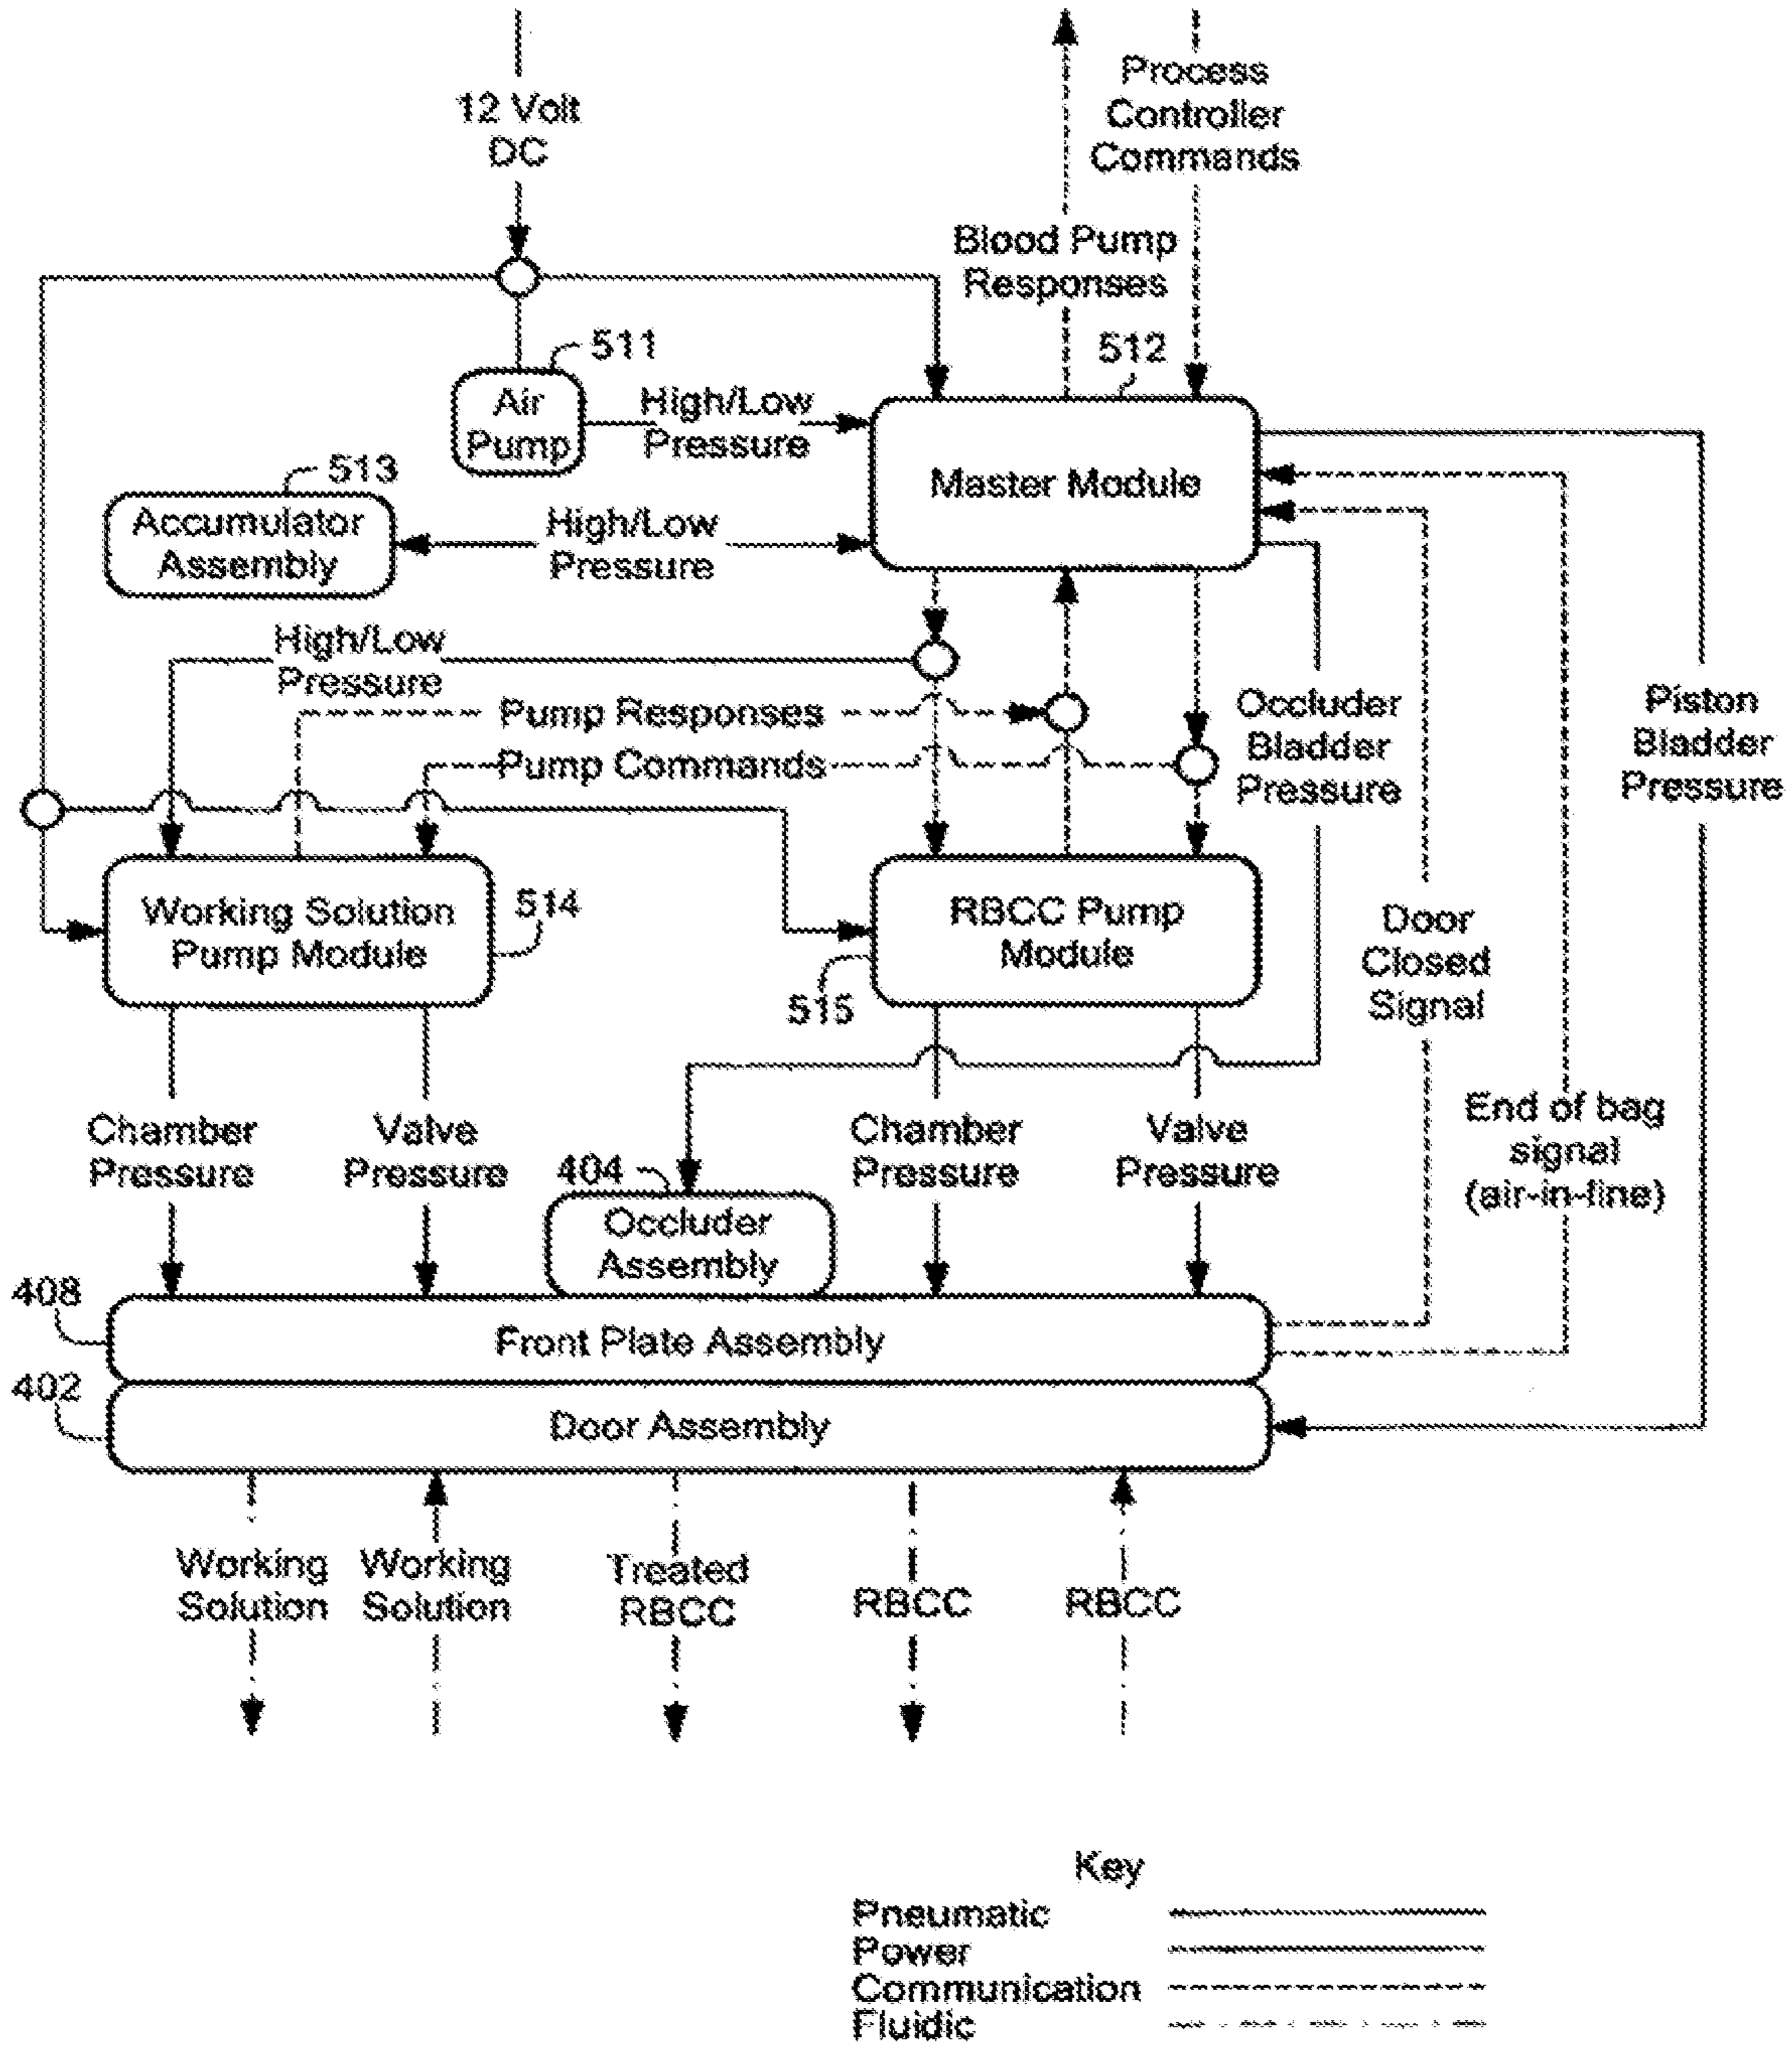 12 Volt
DC
Process
Controller
Commands
Blood Pump
Responses
511
512
Air
Pump
High/Low
Pressure
Master Module
513
Accumulator
Assembly
High/Low
Pressure
High/Low
Pressure
Pump Responses
Pump Commands
Occluder
Bladder
Pressure
Piston
Bladder
Pressure
Working Solution
Pump Module
514
RBCC Pump
Module
515
Door
Closed
Signal
Chamber
Pressure
Valve
Pressure
404
Occluder
Assembly
Chamber
Pressure
Valve
Pressure
End of bag
signal
(air-in-line)
408
Front Plate Assembly
402
Door Assembly
Working
Solution
Working
Solution
Treated
RBCC
RBCC
RBCC
Key
Pneumatic
Power
Communication
Fluidic